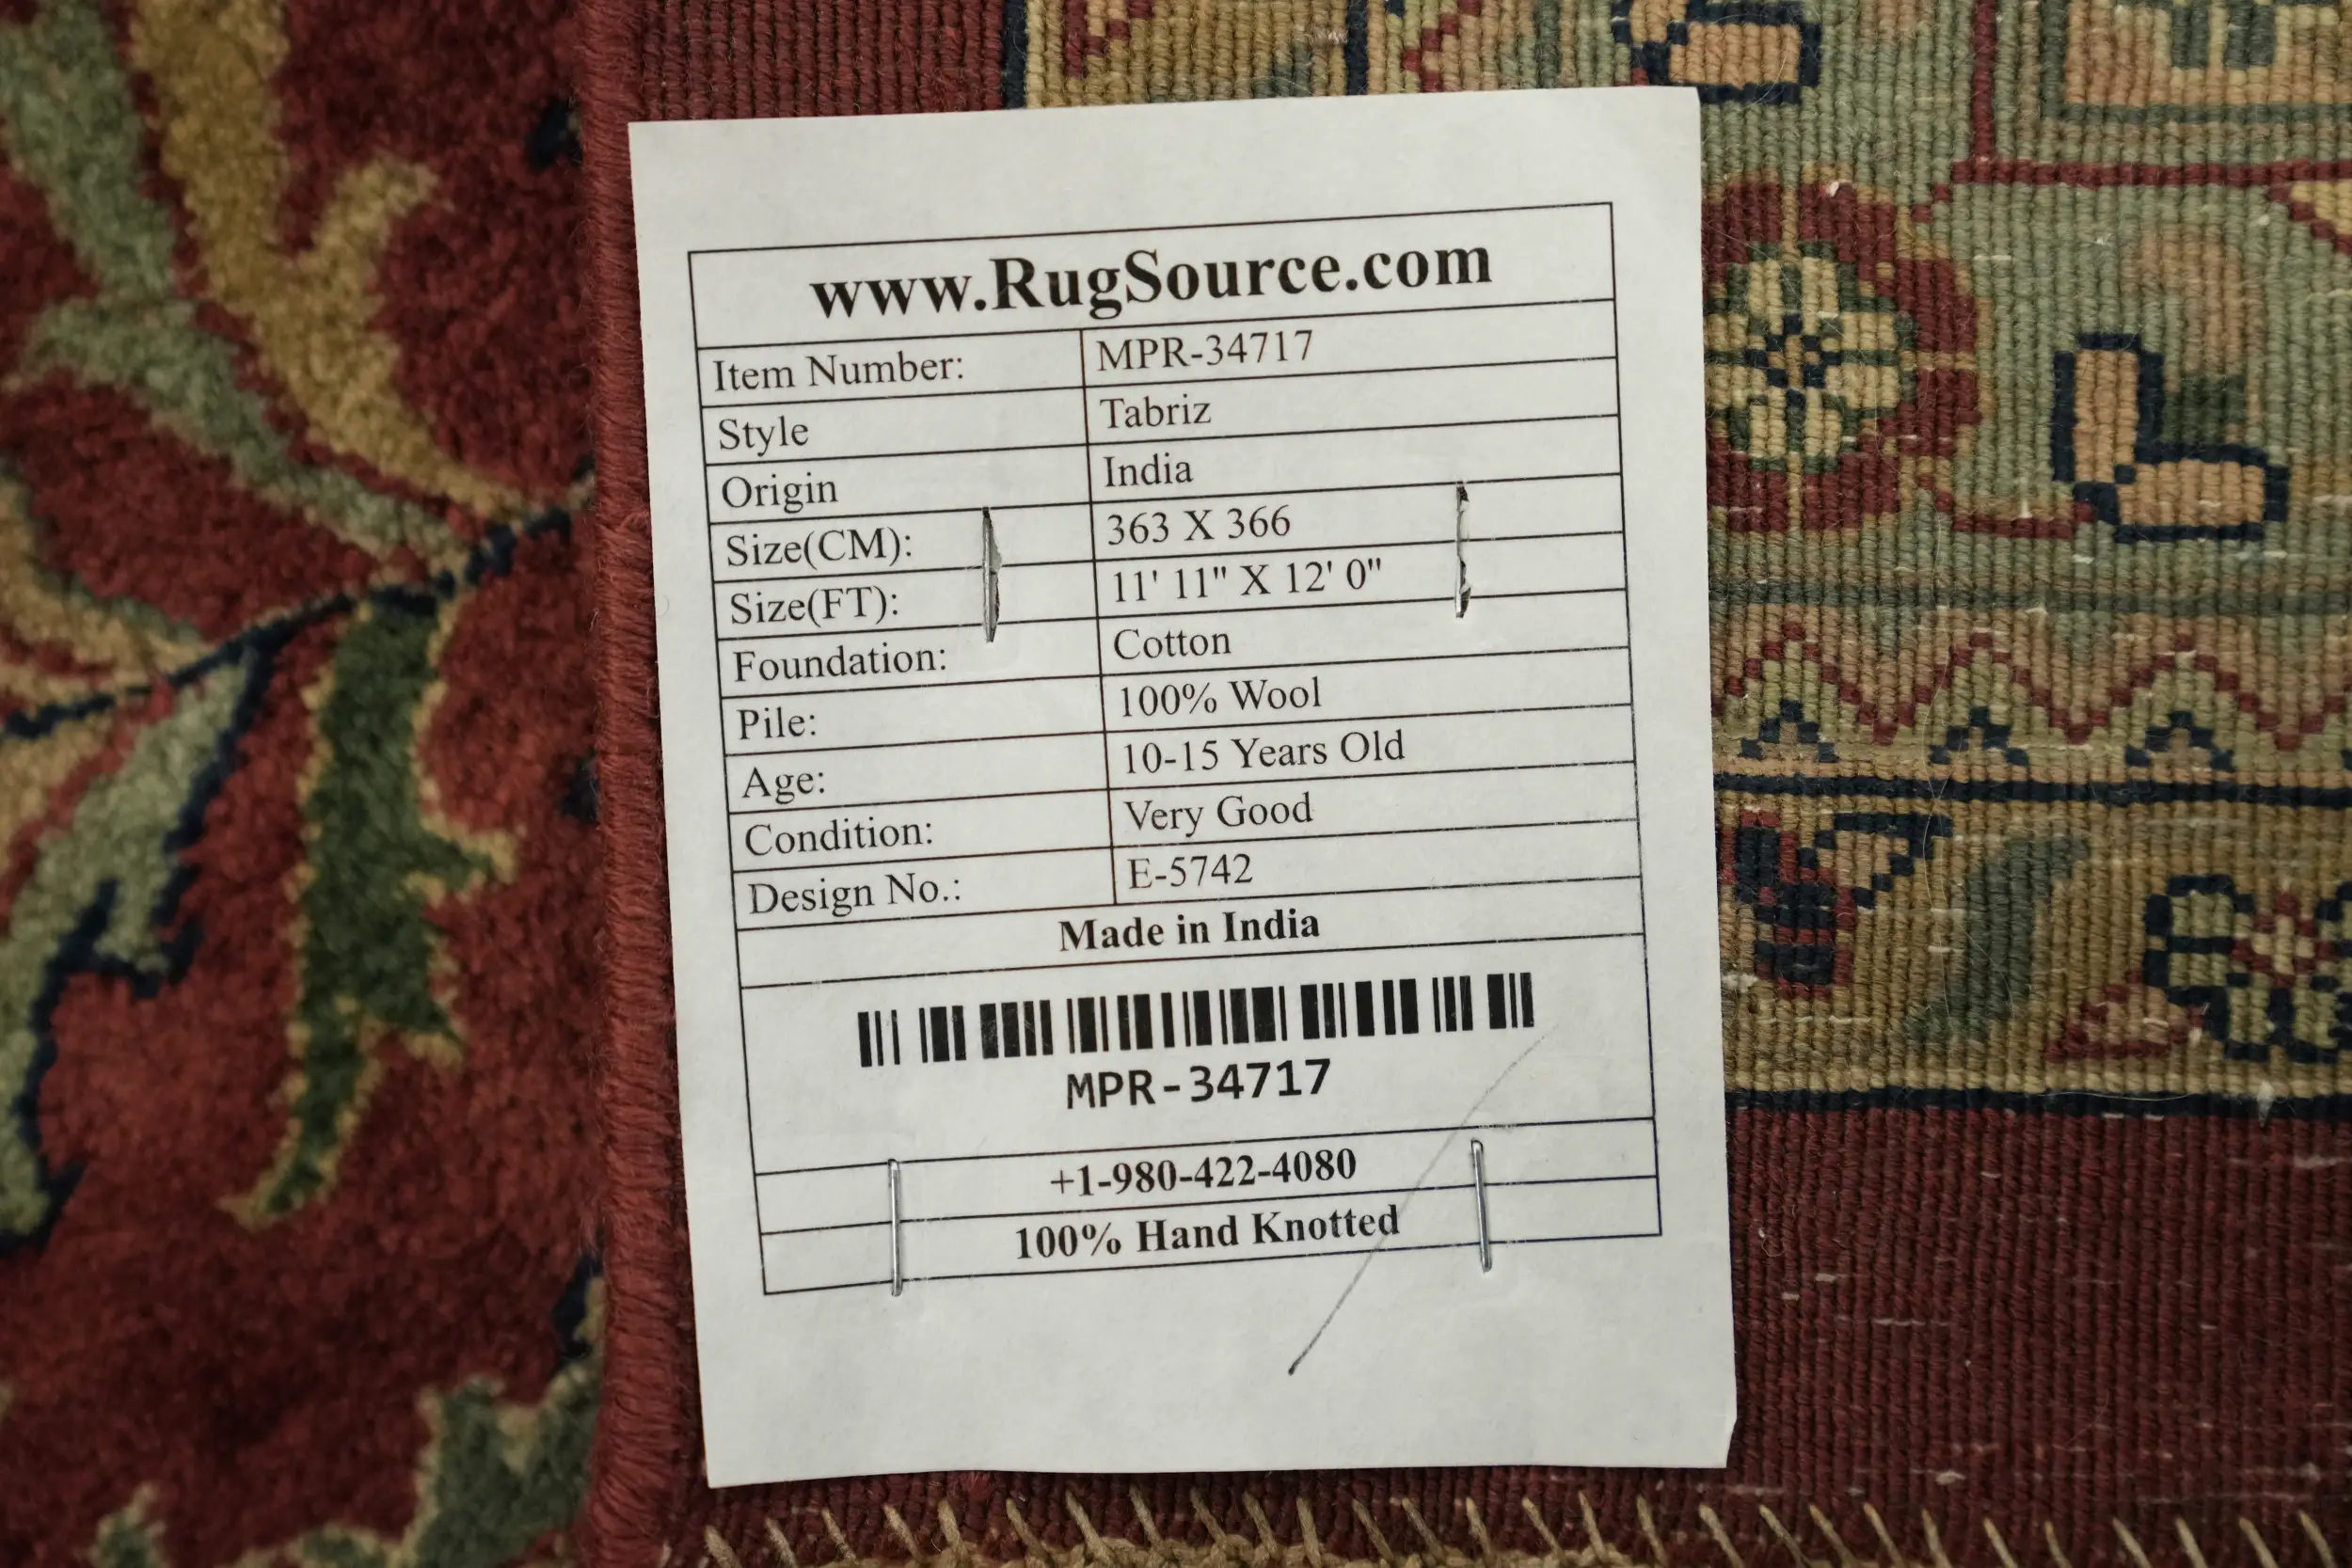 www.RugSource.com
Item Number: MPR-34717
Style Tabriz
Origin India
Size(CM): 363 X 366
Size(FT): 11' 11" X 12' 0"
Foundation: Cotton
Pile: 100% Wool
Age: 10-15 Years Old
Condition: Very Good
Design No.: E-5742
Made in India
MPR-34717
+1-980-422-4080
100% Hand Knotted